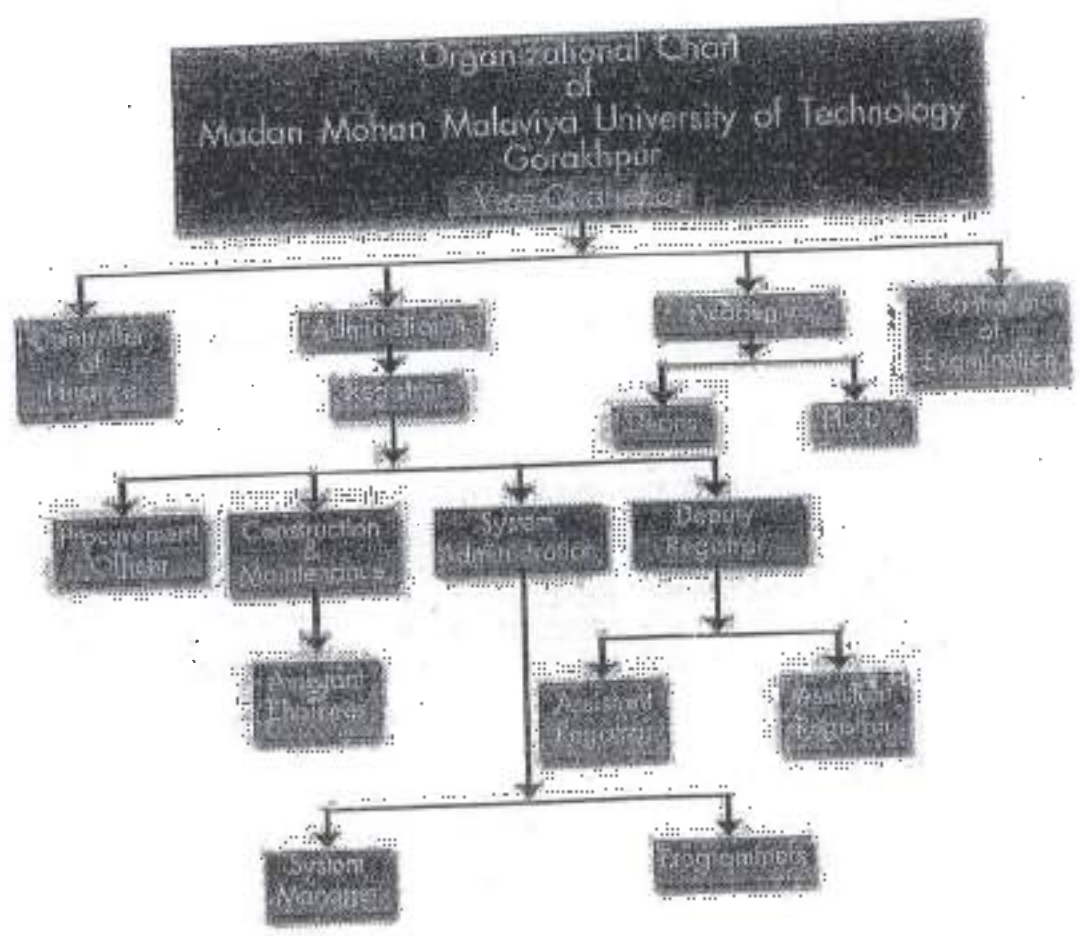 Organizational Chart
of
Madan Mohan Malaviya University of Technology
Gorakhpur
Vice-Chancellor
Controller
of
Finance
Administration
Academic
Controller
of
Examination
Registrar
Deans
HODs
Procurement
Officer
Construction
&
Maintenance
System
Administration
Deputy
Registrar
Assistant
Engineer
Assistant
Registrar
Assistant
Registrar
System
Manager
Programmers